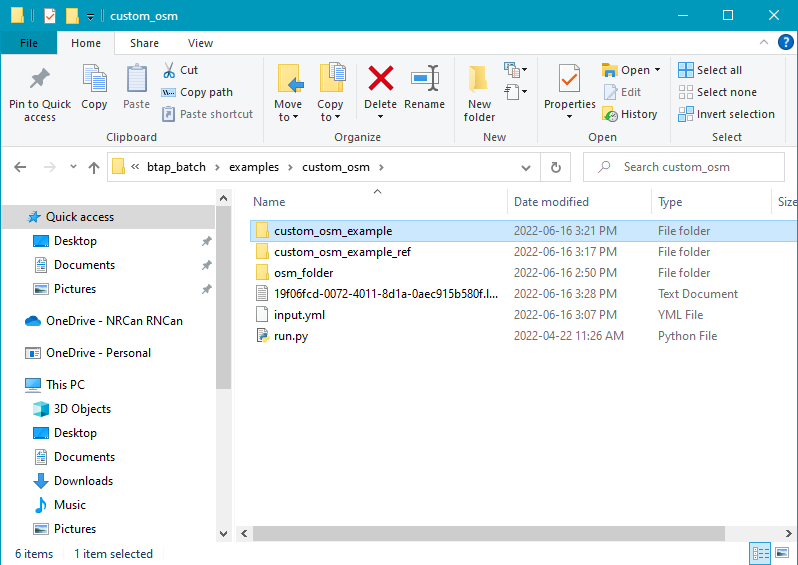 custom_osm
File Home Share View
Pin to Quick access
Copy
Paste
Cut
Copy path
Paste shortcut
Clipboard
Move to
Copy to
Delete
Rename
Organize
New folder
New
Properties
Open
Edit
History
Open
Select all
Select none
Invert selection
Select
« btap_batch › examples › custom_osm ›
Search custom_osm
Quick access
Desktop
Documents
Pictures
OneDrive - NRCan RNCan
OneDrive - Personal
This PC
3D Objects
Desktop
Documents
Downloads
Music
Pictures
Name Date modified Type Size
custom_osm_example 2022-06-16 3:21 PM File folder
custom_osm_example_ref 2022-06-16 3:17 PM File folder
osm_folder 2022-06-16 2:50 PM File folder
19f06fcd-0072-4011-8d1a-0aec915b580f.l... 2022-06-16 3:28 PM Text Document
input.yml 2022-06-16 3:07 PM YML File
run.py 2022-04-22 11:26 AM Python File
6 items 1 item selected